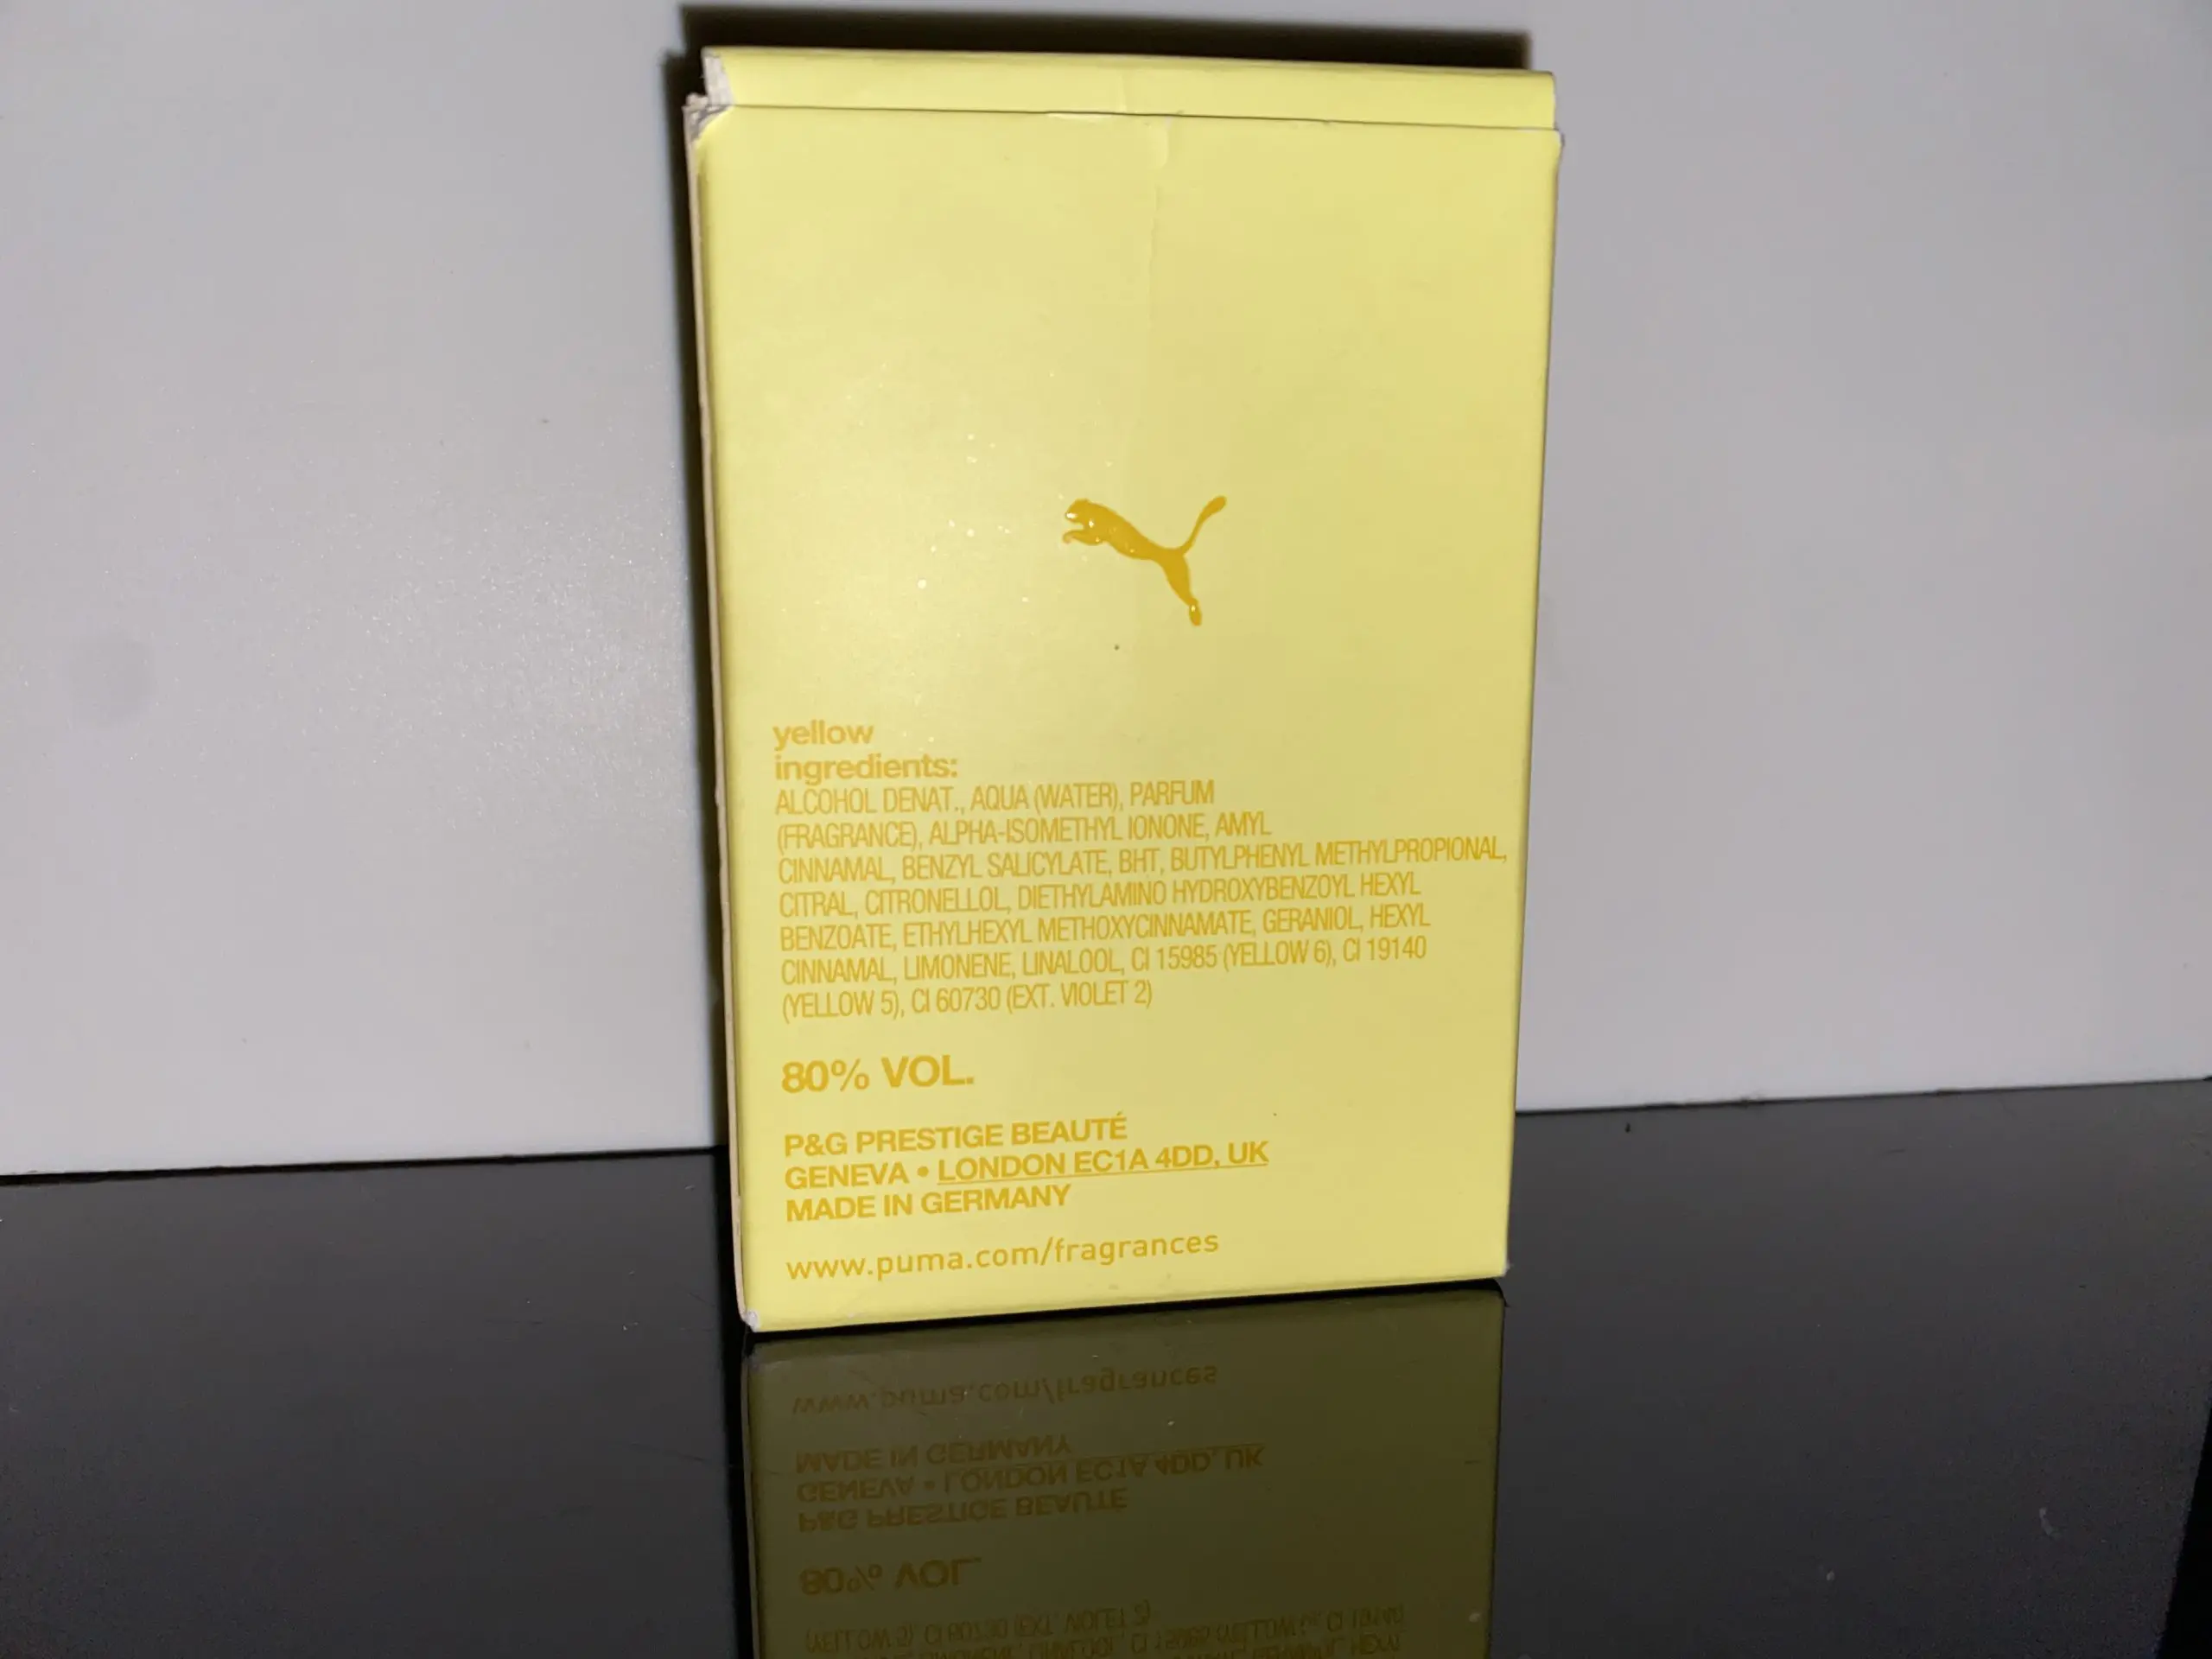 yellow
ingredients:
ALCOHOL DENAT., AQUA (WATER), PARFUM
(FRAGRANCE), ALPHA-ISOMETHYL IONONE, AMYL
CINNAMAL, BENZYL SALICYLATE, BHT, BUTYLPHENYL METHYLPROPIONAL,
CITRAL, CITRONELLOL, DIETHYLAMINO HYDROXYBENZOYL HEXYL
BENZOATE, ETHYLHEXYL METHOXYCINNAMATE, GERANIOL, HEXYL
CINNAMAL, LIMONENE, LINALOOL, CI 15985 (YELLOW 6), CI 19140
(YELLOW 5), CI 60730 (EXT. VIOLET 2)
80% VOL.
P&G PRESTIGE BEAUTÉ
GENEVA • LONDON EC1A 4DD, UK
MADE IN GERMANY
www.puma.com/fragrances